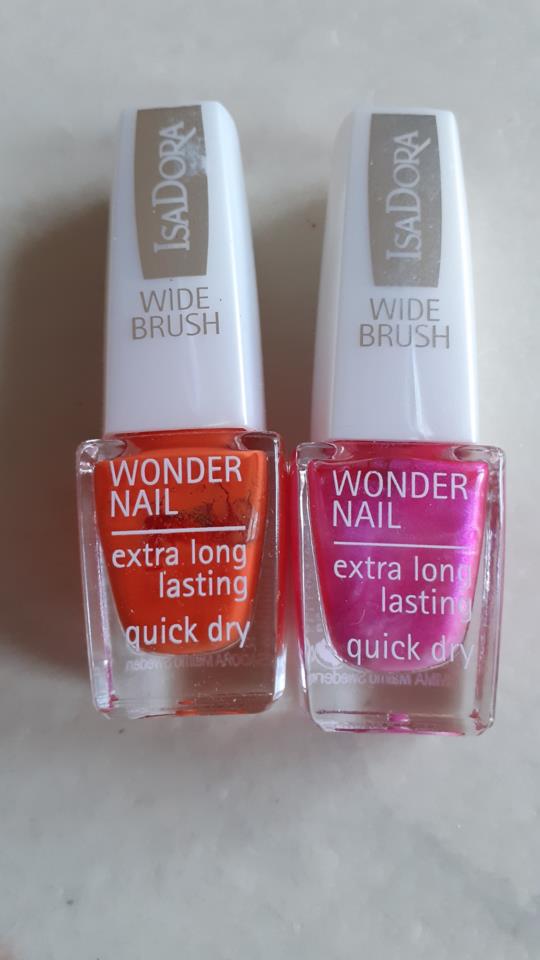 ISADORA
WIDE
BRUSH
WONDER
NAIL
extra long
lasting
quick dry
ISADORA
WIDE
BRUSH
WONDER
NAIL
extra long
lasting
quick dry